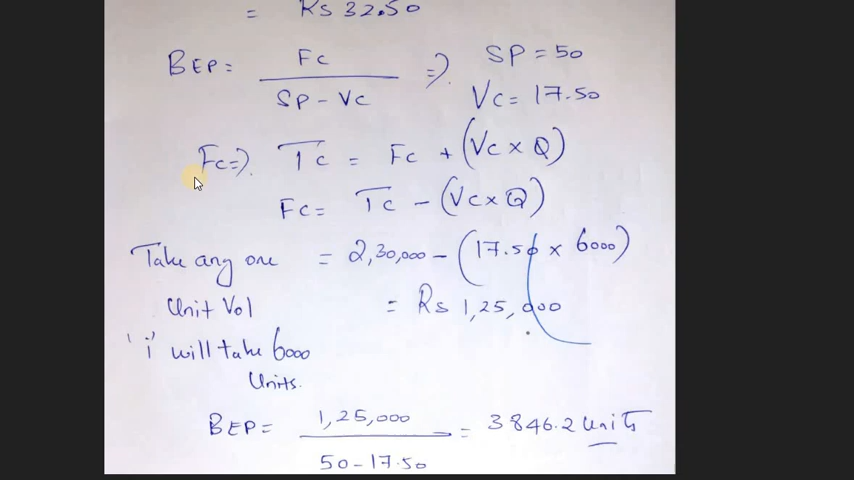 = Rs 32.50
BEP = Fc / SP - Vc => SP = 50
Vc = 17.50
Fc => Tc = Fc + (Vc x Q)
Fc = Tc - (Vc x Q)
Take any one = 2,30,000 - (17.50 x 6000)
Unit Vol = Rs 1,25,000
'i' will take 6000
Units.
BEP = 1,25,000 / 50 - 17.50 = 3846.2 Units